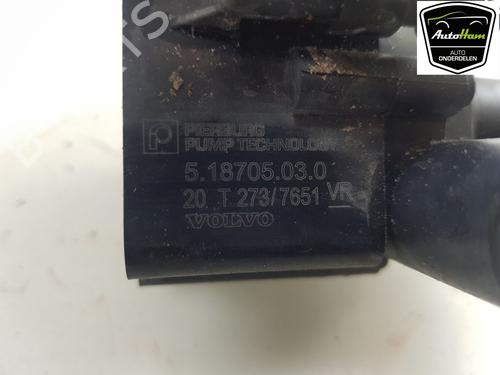 PIERBURG
PUMP TECHNOLOGY
5.18705.03.0
20 T 273/7651 VR
VOLVO
AutoHam
AUTO
ONDERDELEN